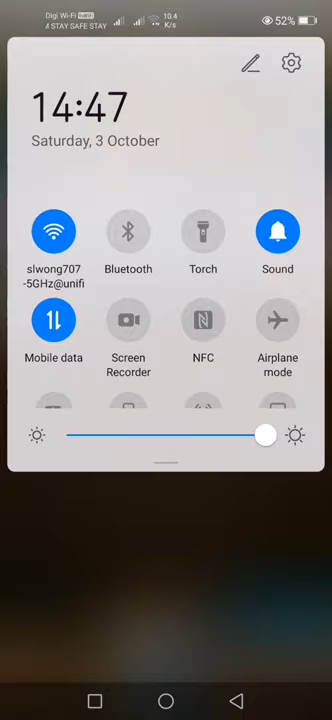 Digi Wi-Fi VoWiFi
STAY SAFE STAY
10.4
K/s
52%
14:47
Saturday, 3 October
slwong707
-5GHz@unifi
Bluetooth
Torch
Sound
Mobile data
Screen
Recorder
NFC
Airplane
mode